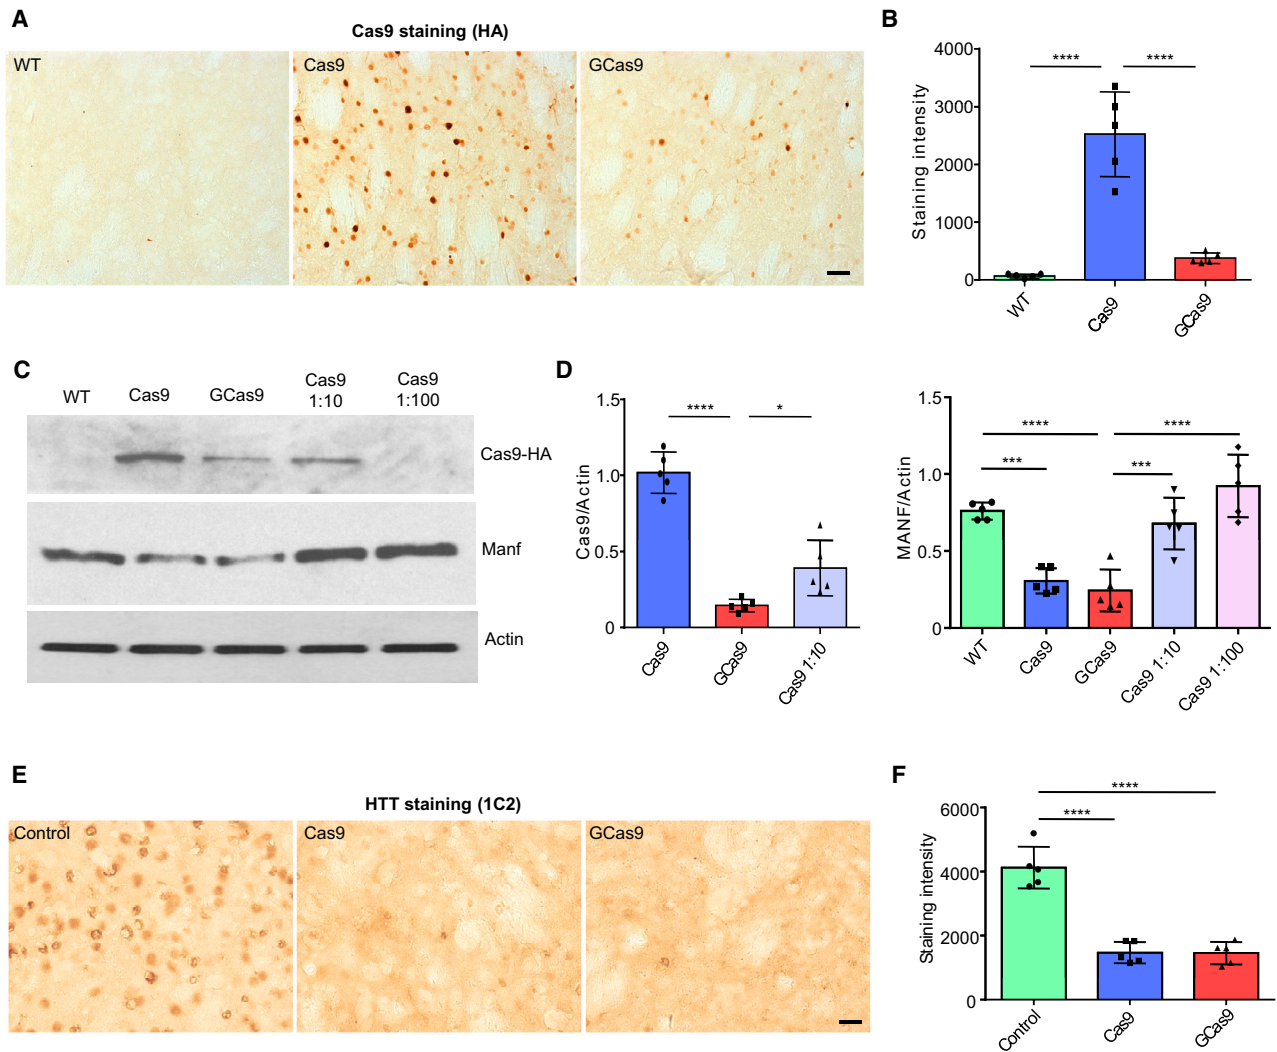 A
Cas9 staining (HA)
WT
Cas9
GCas9
B
4000
3000
2000
1000
0
Staining intensity
****
****
WT
Cas9
GCas9
C
WT
Cas9
GCas9
Cas9
1:10
Cas9
1:100
Cas9-HA
Manf
Actin
D
1.5
1.0
0.5
0
Cas9/Actin
****
*
Cas9
GCas9
Cas9 1:10
1.5
1.0
0.5
0
MANF/Actin
****
****
***
***
WT
Cas9
GCas9
Cas9 1:10
Cas9 1:100
E
HTT staining (1C2)
Control
Cas9
GCas9
F
6000
4000
2000
0
Staining intensity
****
****
Control
Cas9
GCas9